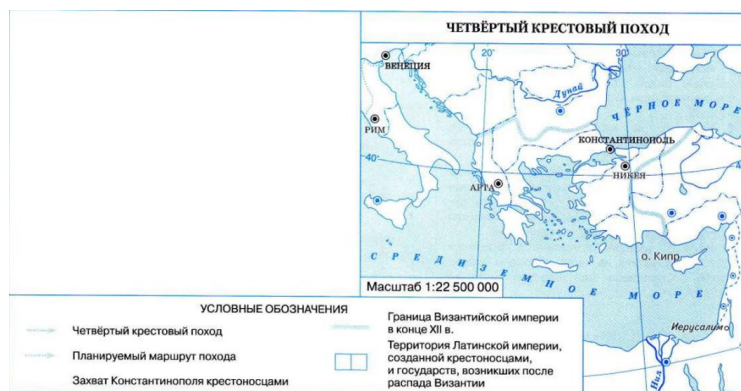 ЧЕТВЁРТЫЙ КРЕСТОВЫЙ ПОХОД
20°
30°
ВЕНЕЦИЯ
Дунай
ЧЁРНОЕ МОРЕ
РИМ
КОНСТАНТИНОПОЛЬ
40°
НИКЕЯ
АРТА
о. Кипр
СРЕДИЗЕМНОЕ МОРЕ
Масштаб 1:22 500 000
Иерусалим
Нил
УСЛОВНЫЕ ОБОЗНАЧЕНИЯ
Четвёртый крестовый поход
Планируемый маршрут похода
Захват Константинополя крестоносцами
Граница Византийской империи
в конце XII в.
Территория Латинской империи,
созданной крестоносцами,
и государств, возникших после
распада Византии